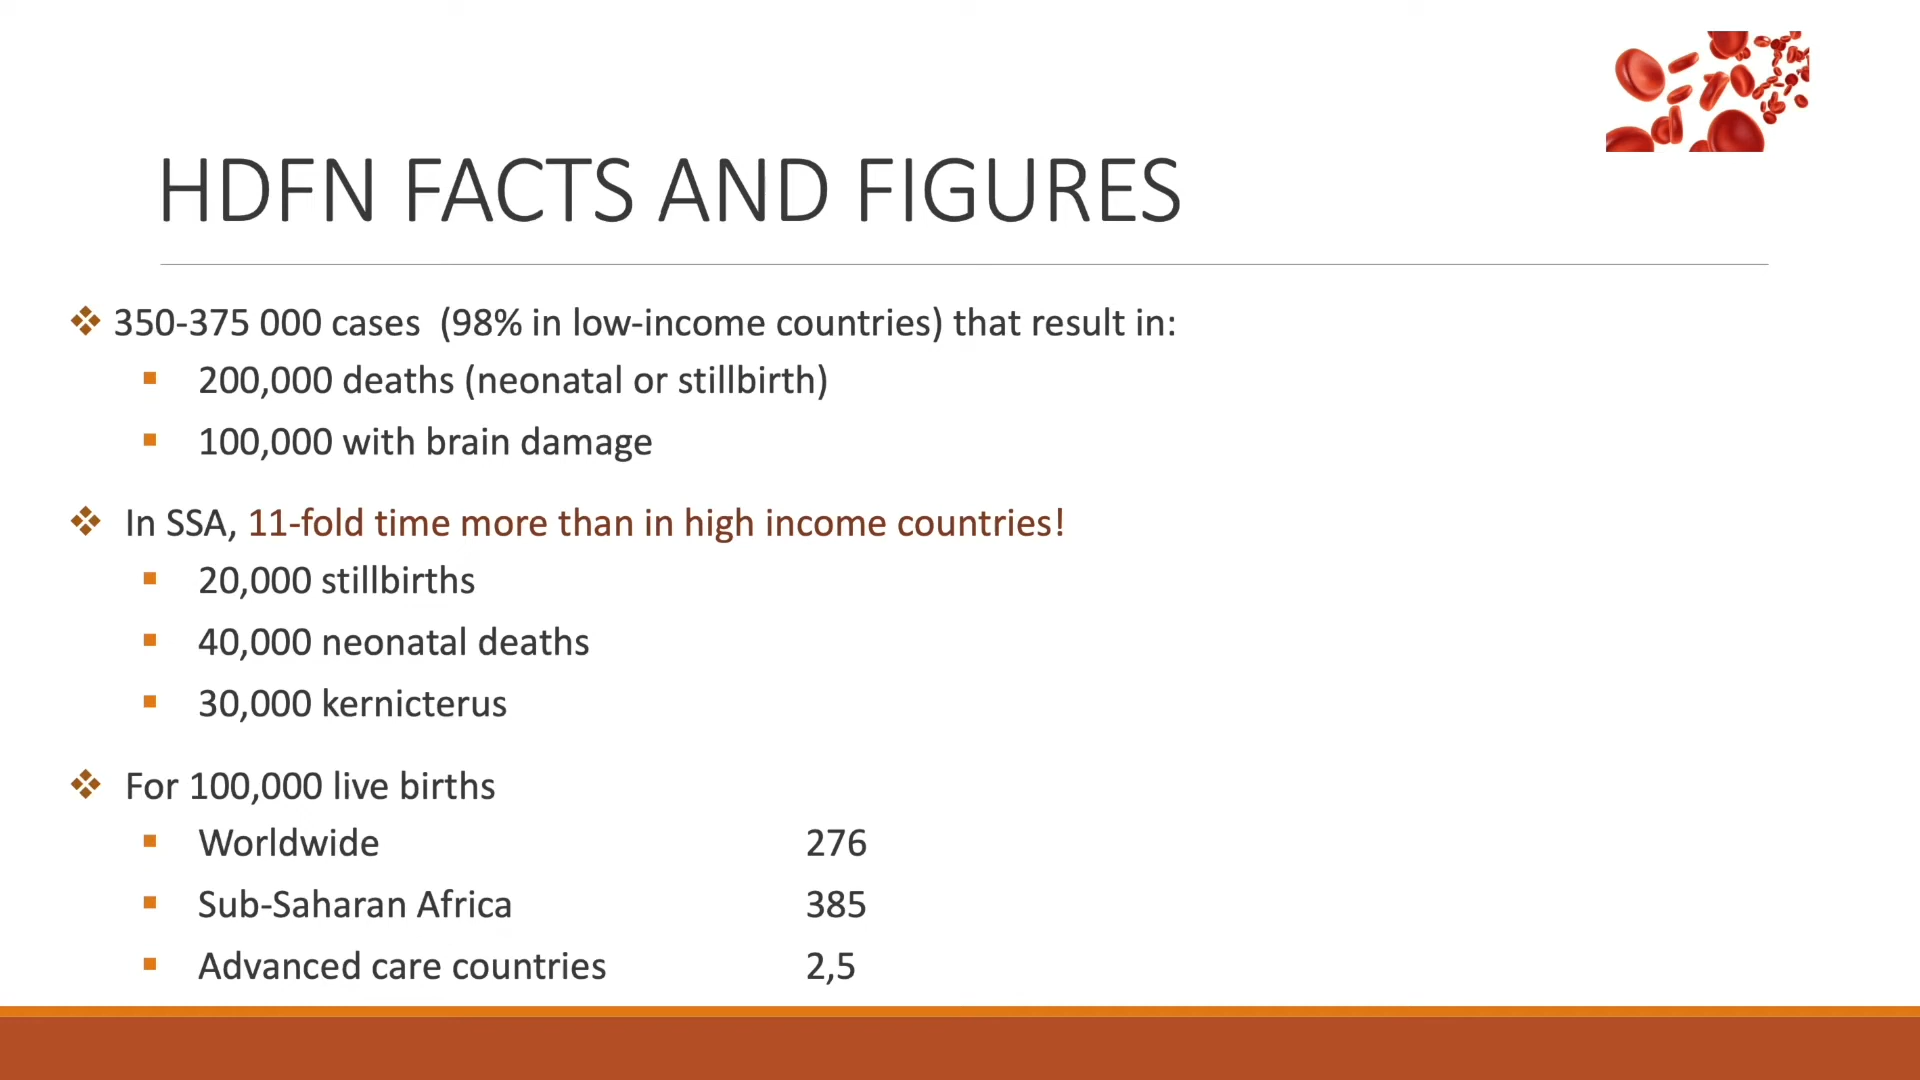 HDFN FACTS AND FIGURES
350-375 000 cases (98% in low-income countries) that result in:
200,000 deaths (neonatal or stillbirth)
100,000 with brain damage
In SSA, 11-fold time more than in high income countries!
20,000 stillbirths
40,000 neonatal deaths
30,000 kernicterus
For 100,000 live births
Worldwide 276
Sub-Saharan Africa 385
Advanced care countries 2,5